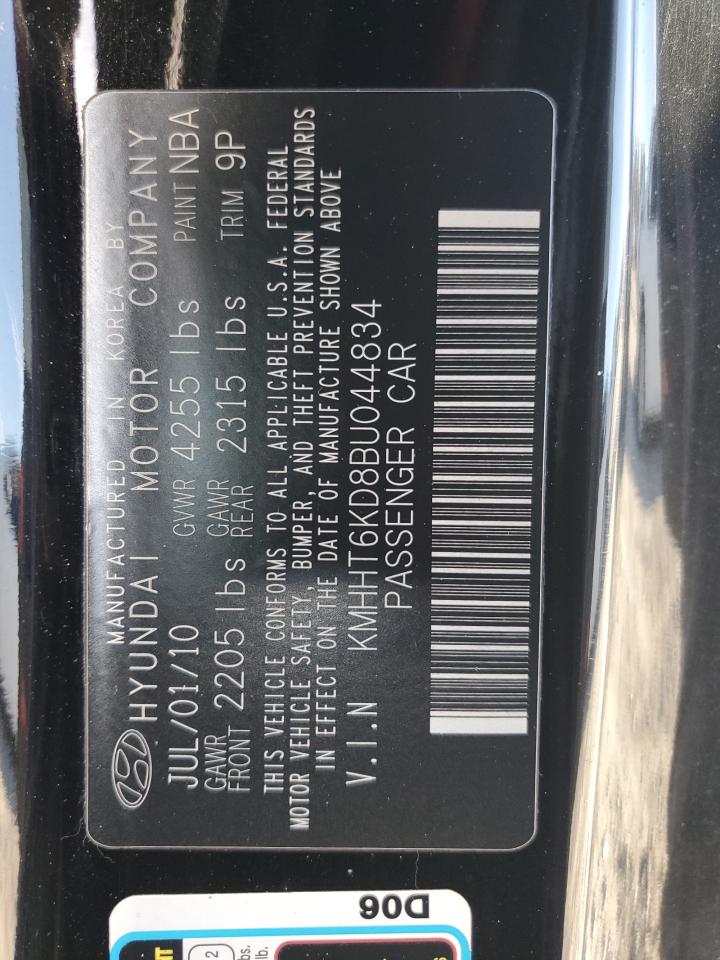 MANUFACTURED IN KOREA BY
HYUNDAI MOTOR COMPANY
JUL/01/10 GVWR 4255 lbs PAINT NBA
GAWR FRONT 2205 lbs GAWR REAR 2315 lbs TRIM 9P
THIS VEHICLE CONFORMS TO ALL APPLICABLE U.S.A. FEDERAL
MOTOR VEHICLE SAFETY, BUMPER, AND THEFT PREVENTION STANDARDS
IN EFFECT ON THE DATE OF MANUFACTURE SHOWN ABOVE
V.I.N KMHHT6KD8BU044834
PASSENGER CAR
D06
2
lb.